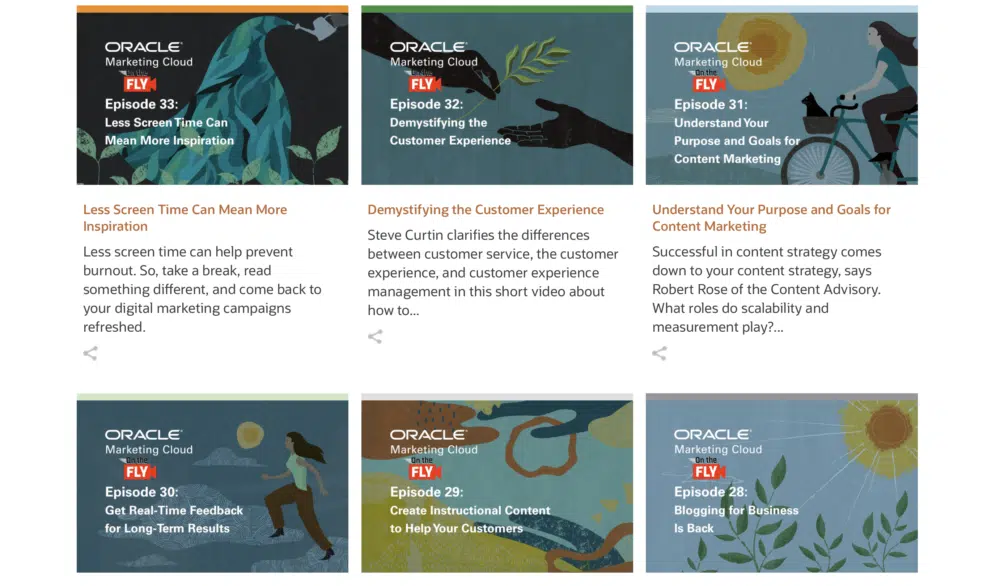 ORACLE
Marketing Cloud
On the
FLY
Episode 33:
Less Screen Time Can
Mean More Inspiration
ORACLE
Marketing Cloud
On the
FLY
Episode 32:
Demystifying the
Customer Experience
ORACLE
Marketing Cloud
On the
FLY
Episode 31:
Understand Your
Purpose and Goals for
Content Marketing
Less Screen Time Can Mean More
Inspiration
Less screen time can help prevent
burnout. So, take a break, read
something different, and come back to
your digital marketing campaigns
refreshed.
Demystifying the Customer Experience
Steve Curtin clarifies the differences
between customer service, the customer
experience, and customer experience
management in this short video about
how to...
Understand Your Purpose and Goals for
Content Marketing
Successful in content strategy comes
down to your content strategy, says
Robert Rose of the Content Advisory.
What roles do scalability and
measurement play?...
ORACLE
Marketing Cloud
On the
FLY
Episode 30:
Get Real-Time Feedback
for Long-Term Results
ORACLE
Marketing Cloud
On the
FLY
Episode 29:
Create Instructional Content
to Help Your Customers
ORACLE
Marketing Cloud
On the
FLY
Episode 28:
Blogging for Business
Is Back